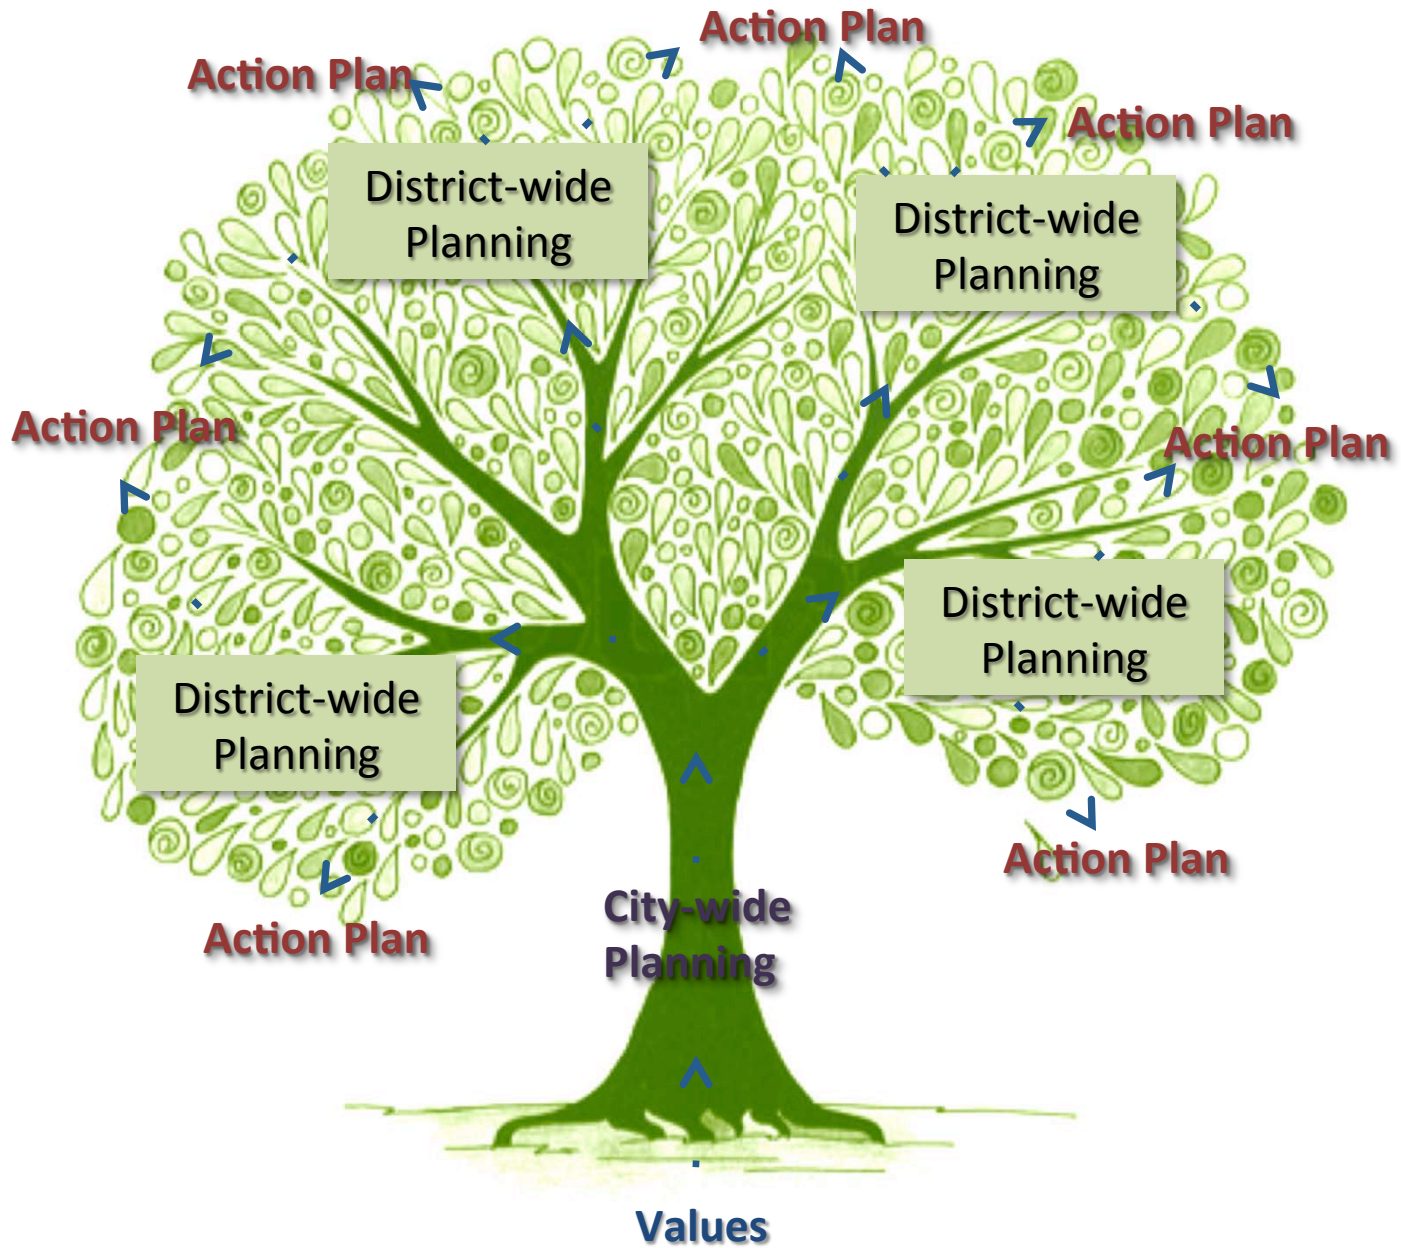 Action Plan
Action Plan
Action Plan
District-wide
Planning
District-wide
Planning
Action Plan
Action Plan
District-wide
Planning
District-wide
Planning
Action Plan
City-wide
Planning
Action Plan
Values